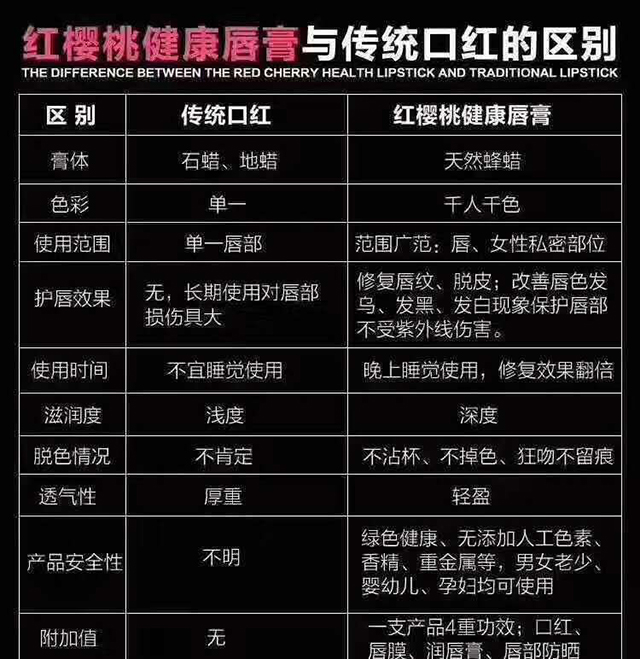 红樱桃健康唇膏与传统口红的区别
THE DIFFERENCE BETWEEN THE RED CHERRY HEALTH LIPSTICK AND TRADITIONAL LIPSTICK
区 别 传统口红 红樱桃健康唇膏
膏体 石蜡、地蜡 天然蜂蜡
色彩 单一 千人千色
使用范围 单一唇部 范围广范：唇、女性私密部位
护唇效果 无，长期使用对唇部
损伤具大
修复唇纹、脱皮；改善唇色发
乌、发黑、发白现象保护唇部
不受紫外线伤害。
使用时间 不宜睡觉使用 晚上睡觉使用，修复效果翻倍
滋润度 浅度 深度
脱色情况 不肯定 不沾杯、不掉色、狂吻不留痕
透气性 厚重 轻盈
产品安全性 不明
绿色健康、无添加人工色素、
香精、重金属等，男女老少、
婴幼儿、孕妇均可使用
附加值 无
一支产品4重功效；口红、
唇膜、润唇膏、唇部防晒